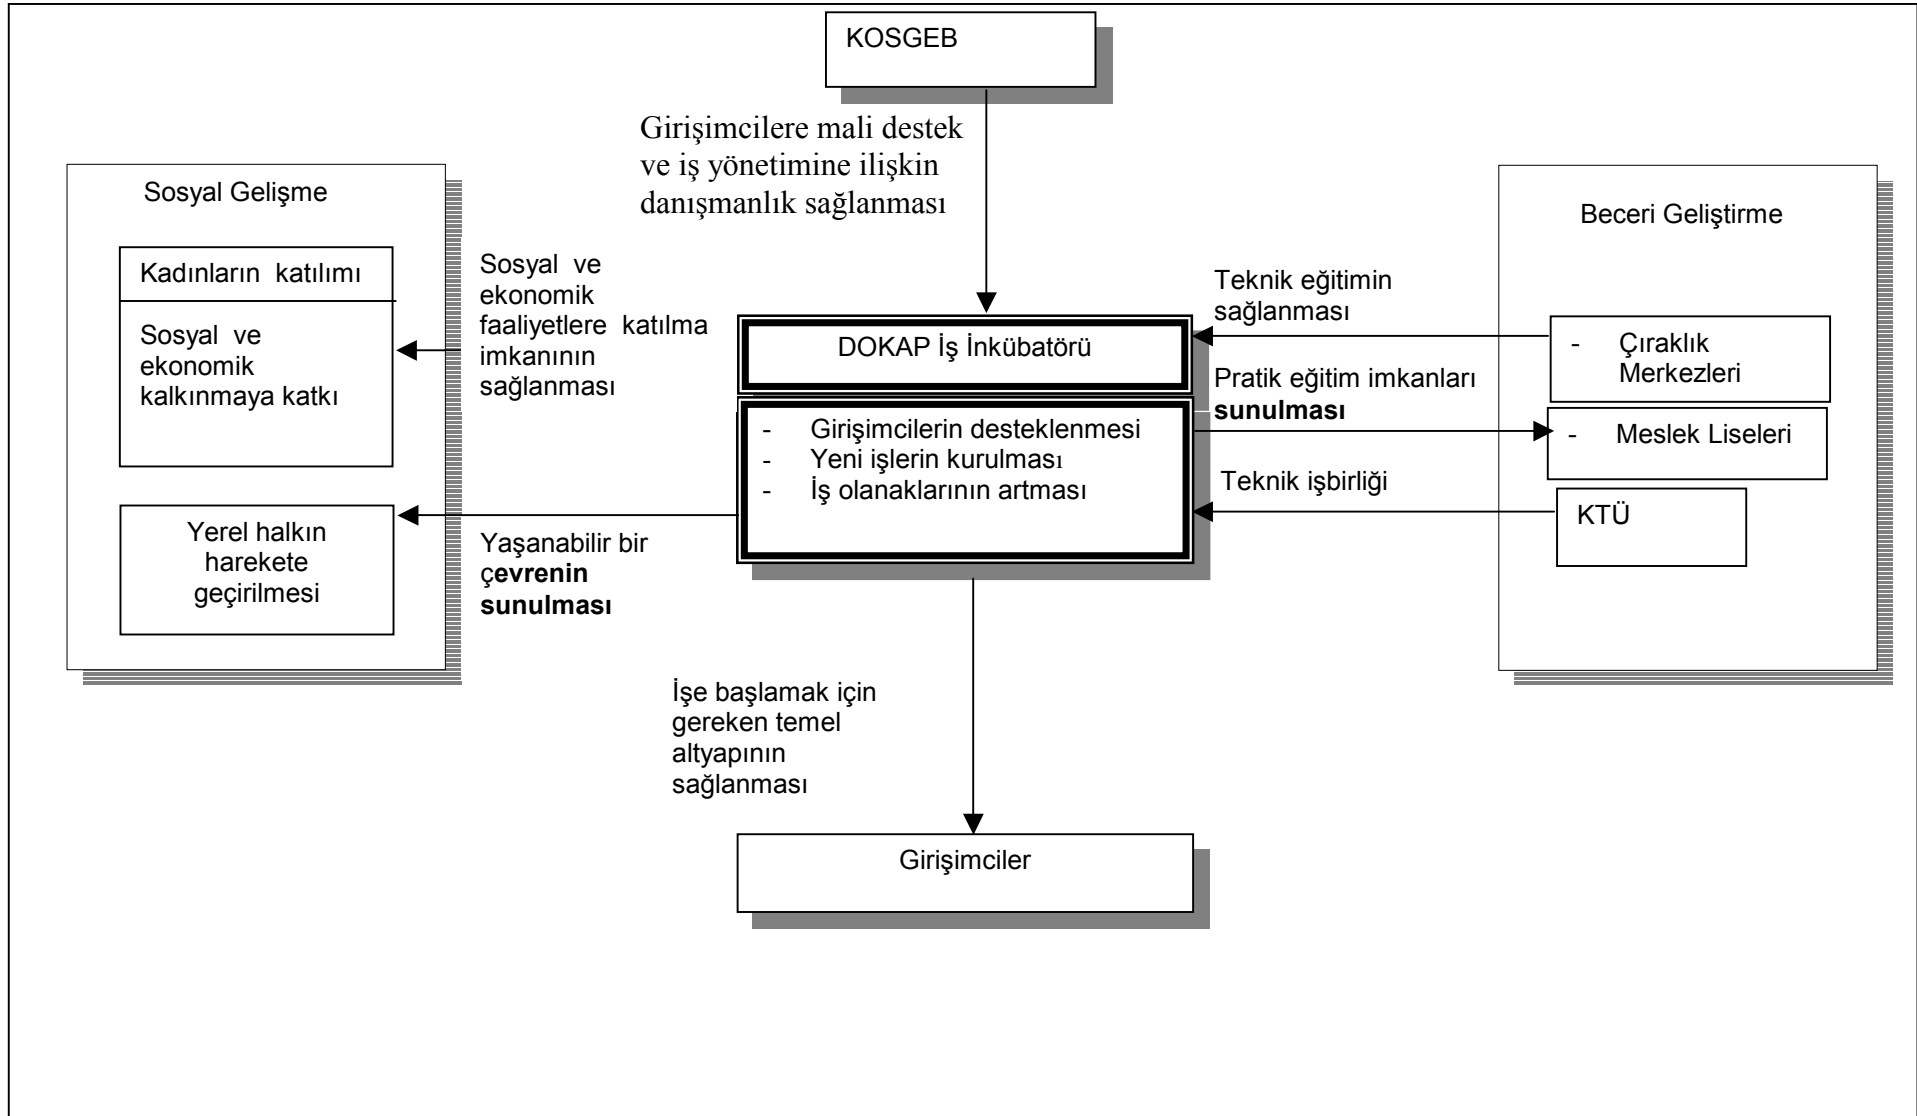 KOSGEB
Girişimcilere mali destek
ve iş yönetimine ilişkin
danışmanlık sağlanması
Sosyal Gelişme
Kadınların katılımı
Sosyal ve
ekonomik
kalkınmaya katkı
Yerel halkın
harekete
geçirilmesi
Sosyal ve
ekonomik
faaliyetlere katılma
imkanının
sağlanması
Yaşanabilir bir
çevrenin
sunulması
DOKAP İş İnkübatörü
- Girişimcilerin desteklenmesi
- Yeni işlerin kurulması
- İş olanaklarının artması
Teknik eğitimin
sağlanması
Pratik eğitim imkanları
sunulması
Teknik işbirliği
Beceri Geliştirme
- Çıraklık
Merkezleri
- Meslek Liseleri
KTÜ
İşe başlamak için
gereken temel
altyapının
sağlanması
Girişimciler